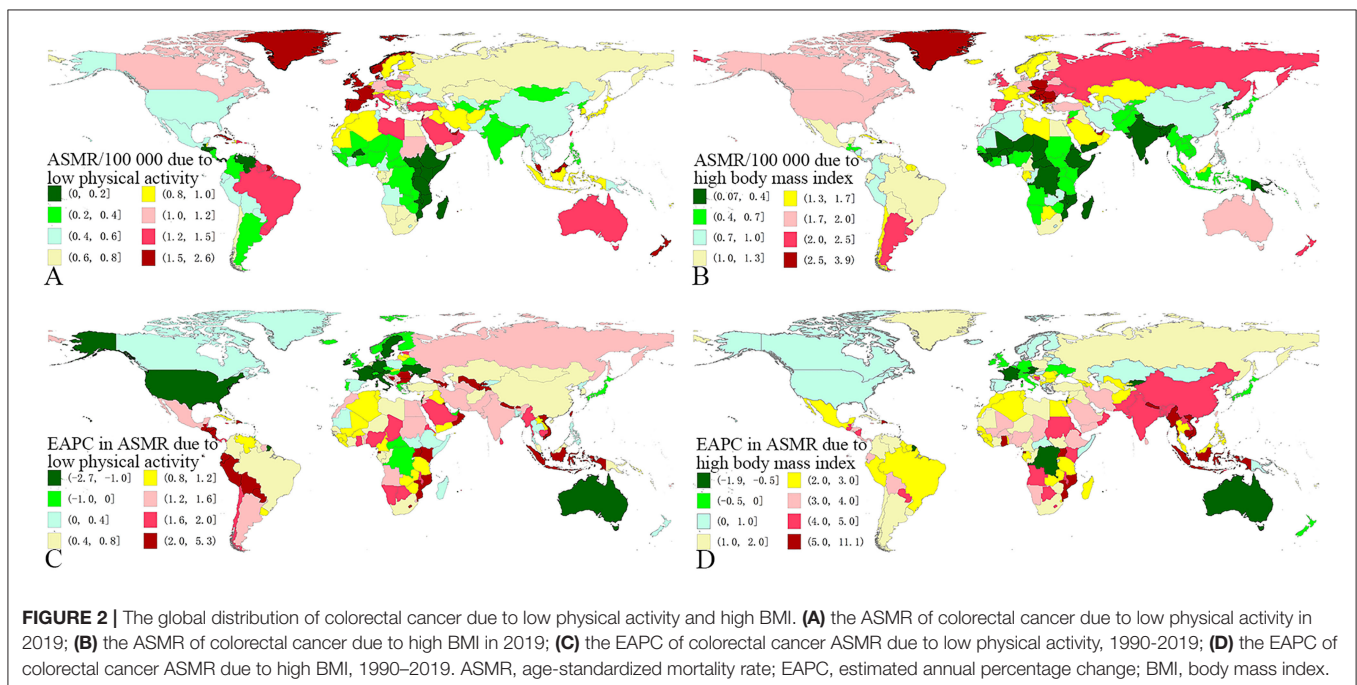 ASMR/100 000 due to
low physical activity
(0, 0.2]
(0.2, 0.4]
(0.4, 0.6]
(0.6, 0.8]
(0.8, 1.0]
(1.0, 1.2]
(1.2, 1.5]
(1.5, 2.6)
A
ASMR/100 000 due to
high body mass index
(0.07, 0.4]
(0.4, 0.7]
(0.7, 1.0]
(1.0, 1.3]
(1.3, 1.7]
(1.7, 2.0]
(2.0, 2.5]
(2.5, 3.9)
B
EAPC in ASMR due to
low physical activity
(-2.7, -1.0]
(-1.0, 0]
(0, 0.4]
(0.4, 0.8]
(0.8, 1.2]
(1.2, 1.6]
(1.6, 2.0]
(2.0, 5.3)
C
EAPC in ASMR due to
high body mass index
(-1.9, -0.5]
(-0.5, 0]
(0, 1.0]
(1.0, 2.0]
(2.0, 3.0]
(3.0, 4.0]
(4.0, 5.0]
(5.0, 11.1)
D
FIGURE 2 | The global distribution of colorectal cancer due to low physical activity and high BMI. (A) the ASMR of colorectal cancer due to low physical activity in
2019; (B) the ASMR of colorectal cancer due to high BMI in 2019; (C) the EAPC of colorectal cancer ASMR due to low physical activity, 1990-2019; (D) the EAPC of
colorectal cancer ASMR due to high BMI, 1990–2019. ASMR, age-standardized mortality rate; EAPC, estimated annual percentage change; BMI, body mass index.